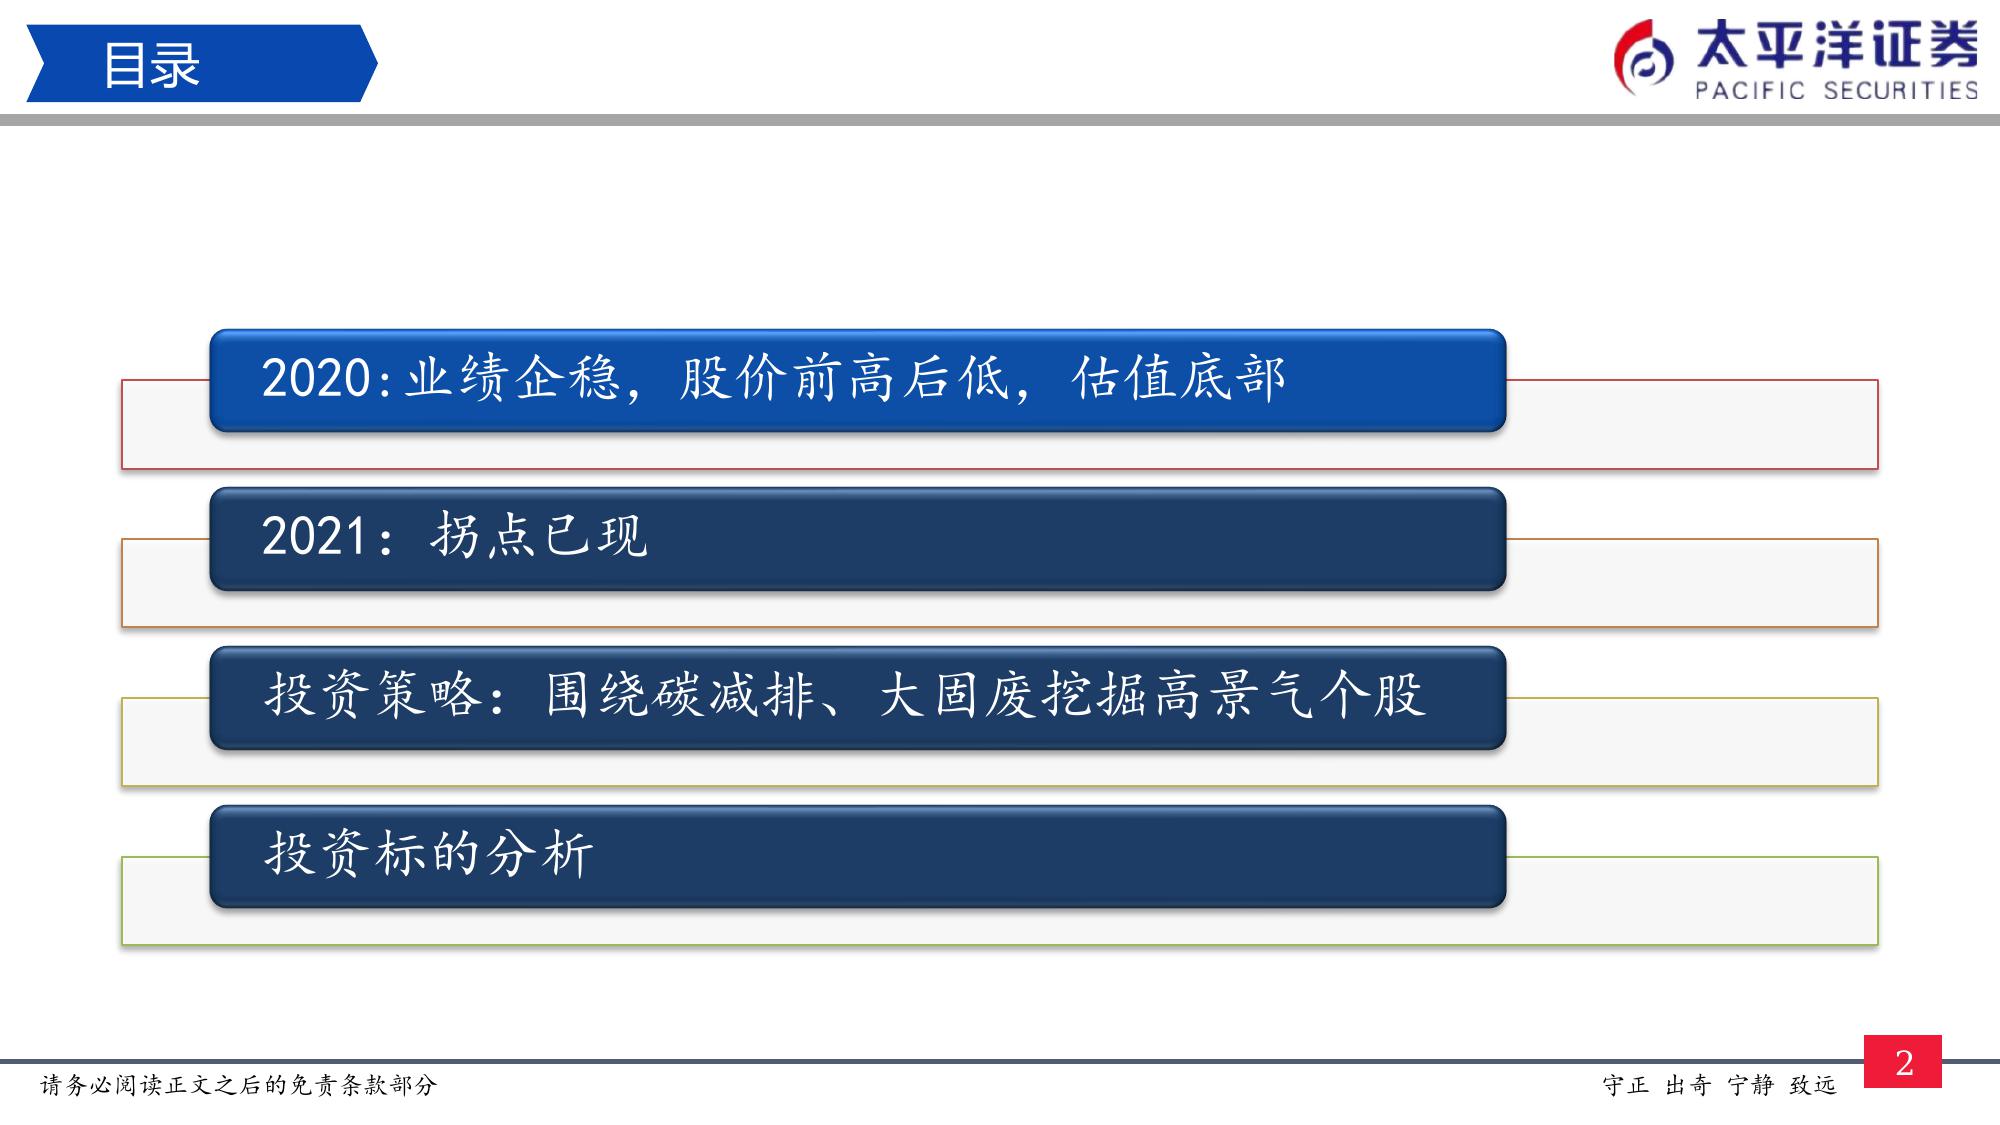 目录
太平洋证券
PACIFIC SECURITIES
2020:业绩企稳，股价前高后低，估值底部
2021：拐点已现
投资策略：围绕碳减排、大固废挖掘高景气个股
投资标的分析
请务必阅读正文之后的免责条款部分
守正 出奇 宁静 致远
2